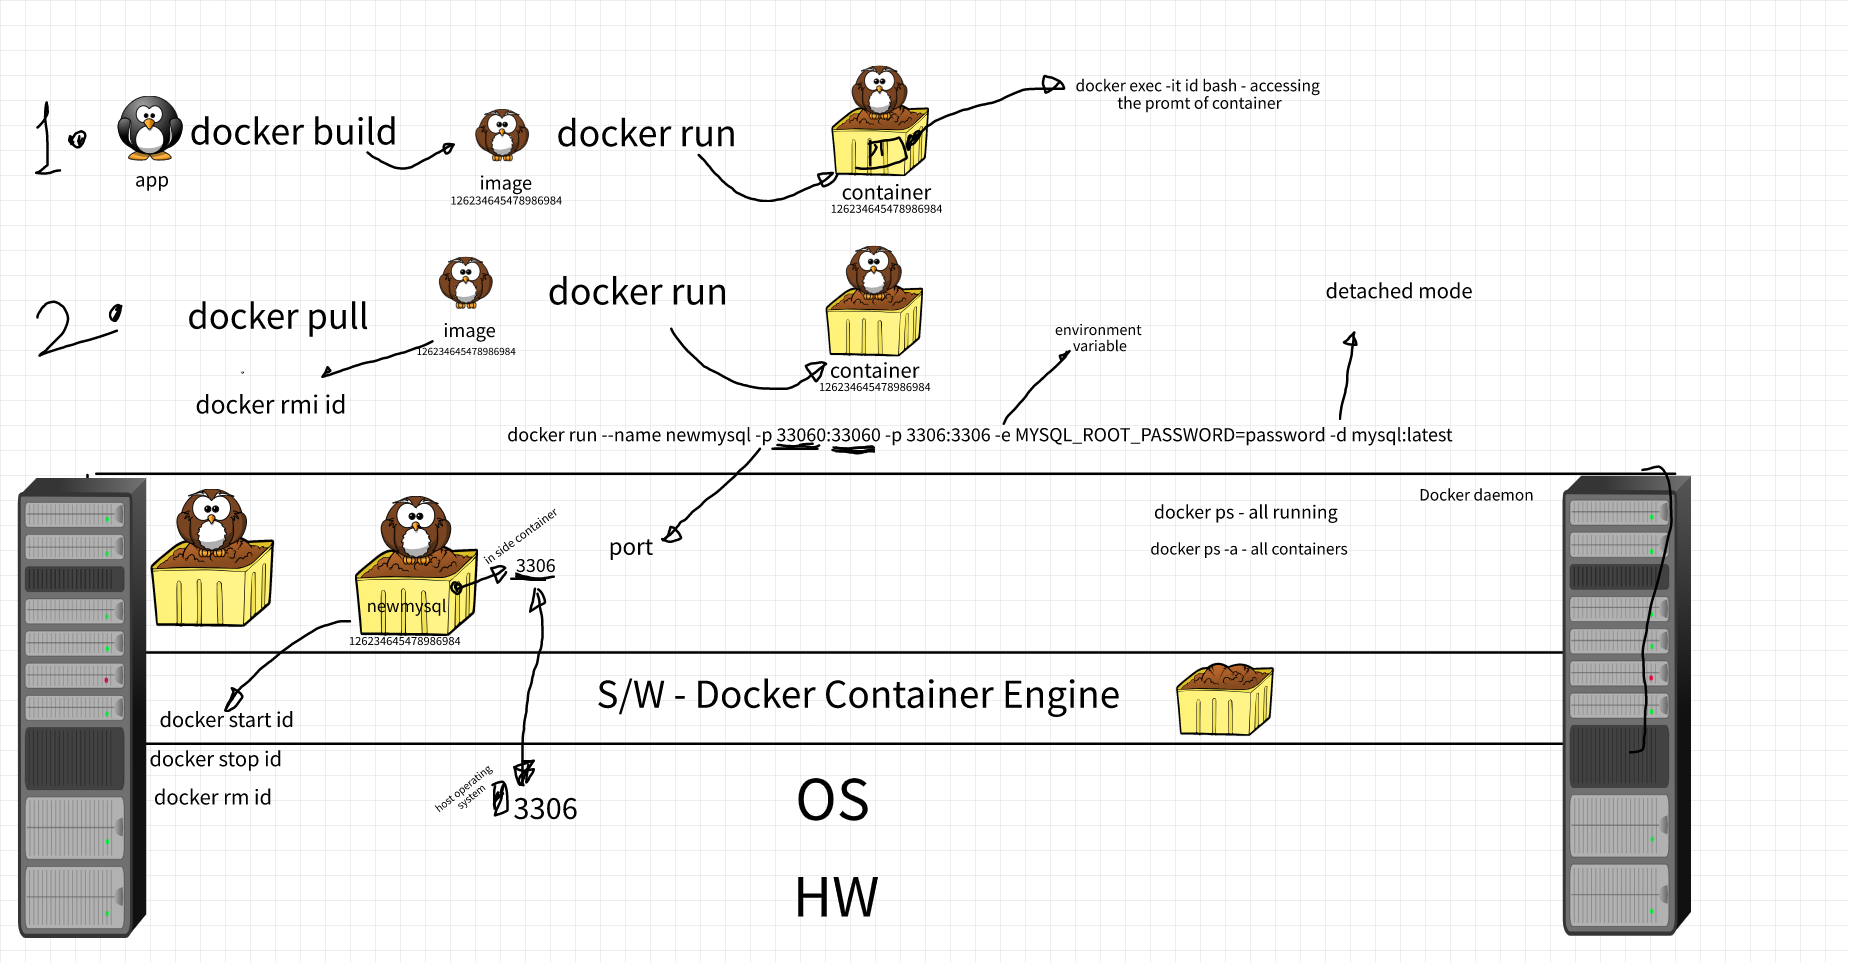 1.
docker build
app
image
126234645478986984
docker run
PT
container
126234645478986984
docker exec -it id bash - accessing
the promt of container
2.
docker pull
image
126234645478986984
docker rmi id
docker run
container
126234645478986984
environment
variable
detached mode
docker run --name newmysql -p 33060:33060 -p 3306:3306 -e MYSQL_ROOT_PASSWORD=password -d mysql:latest
Docker daemon
docker ps - all running
docker ps -a - all containers
port
in side container
3306
newmysql
126234645478986984
S/W - Docker Container Engine
docker start id
docker stop id
docker rm id
host operating
system
3306
OS
HW